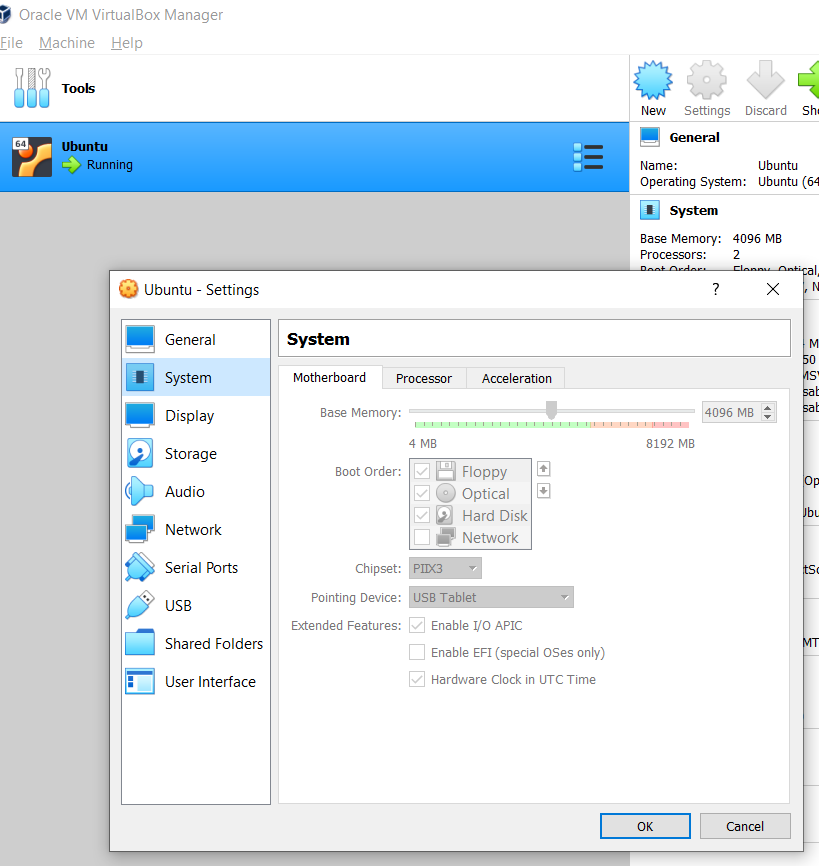 Oracle VM VirtualBox Manager
File Machine Help
Tools
New Settings Discard
64
Ubuntu
Running
General
Name: Ubuntu
Operating System: Ubuntu (64
System
Base Memory: 4096 MB
Processors: 2
Boot Order: Floppy, Optical,
Ubuntu - Settings ?
General
System
Display
Storage
Audio
Network
Serial Ports
USB
Shared Folders
User Interface
System
Motherboard Processor Acceleration
Base Memory: 4096 MB
4 MB 8192 MB
Boot Order: Floppy
Optical
Hard Disk
Network
Chipset: PIIX3
Pointing Device: USB Tablet
Extended Features: Enable I/O APIC
Enable EFI (special OSes only)
Hardware Clock in UTC Time
OK Cancel